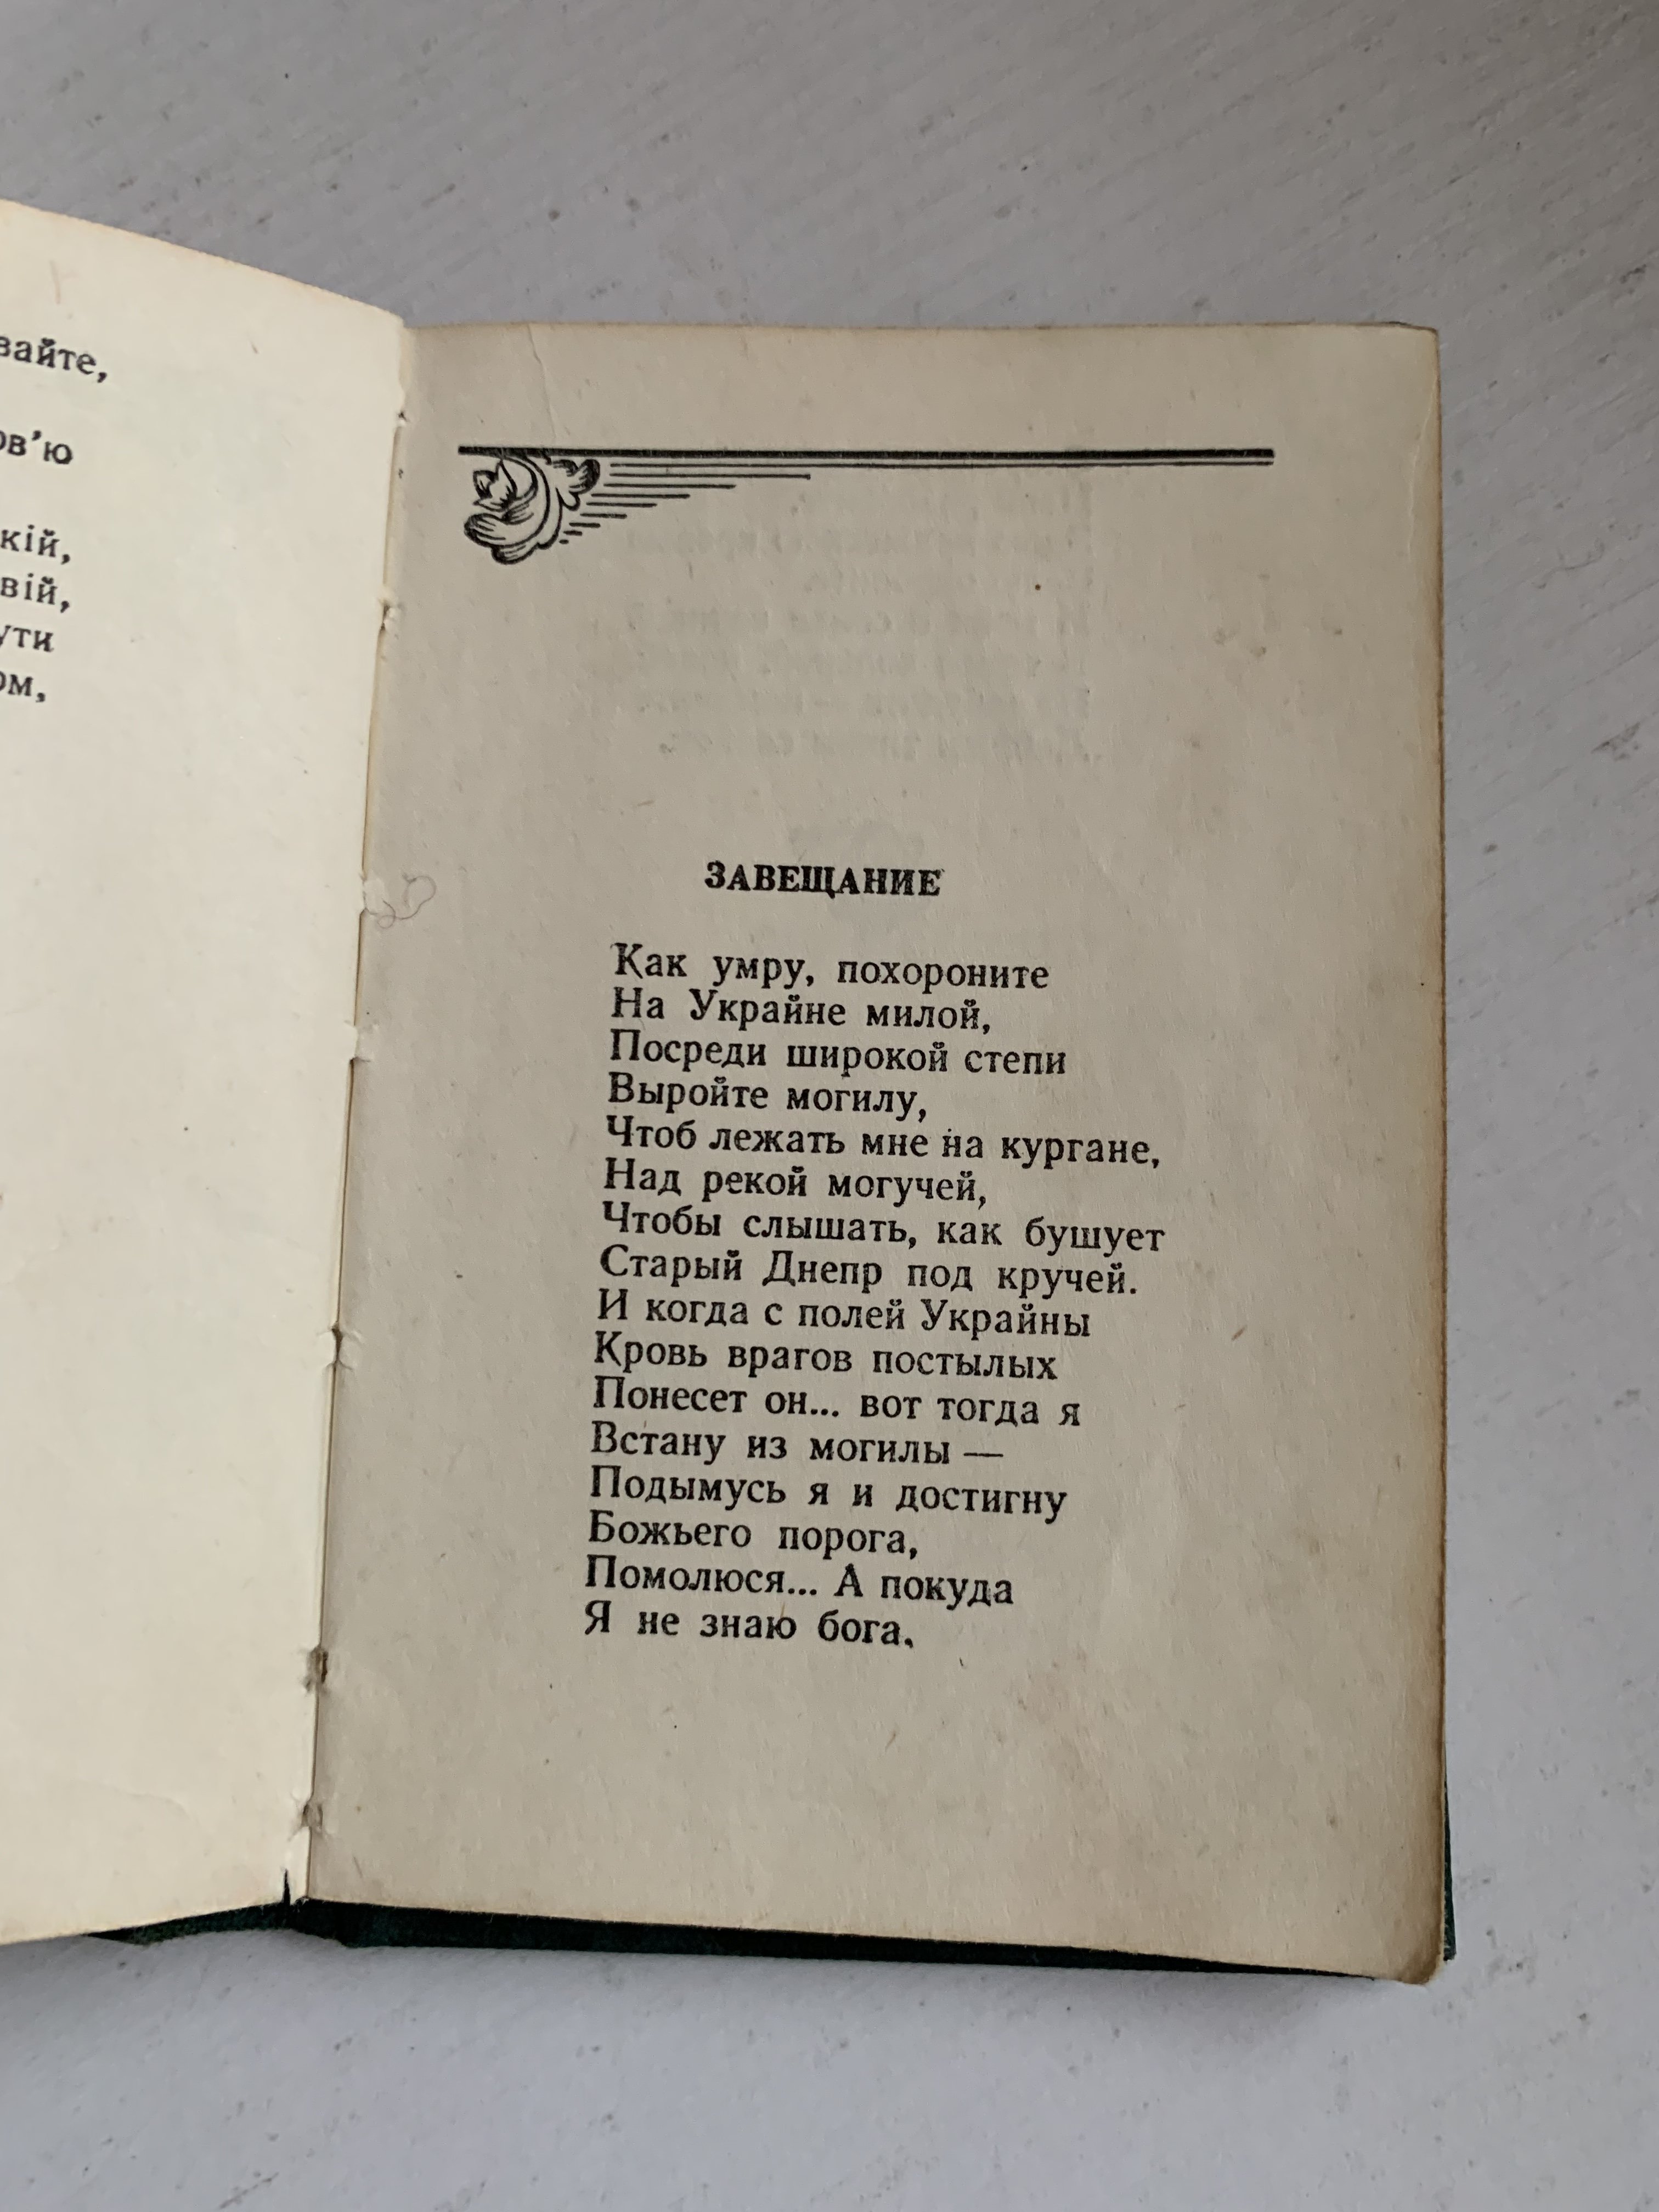 вайте,
ов'ю
кій,
вій,
ути
ом,
ЗАВЕЩАНИЕ
Как умру, похороните
На Украйне милой,
Посреди широкой степи
Выройте могилу,
Чтоб лежать мне на кургане,
Над рекой могучей,
Чтобы слышать, как бушует
Старый Днепр под кручей.
И когда с полей Украйны
Кровь врагов постылых
Понесет он... вот тогда я
Встану из могилы —
Подымусь я и достигну
Божьего порога,
Помолюся... А покуда
Я не знаю бога.